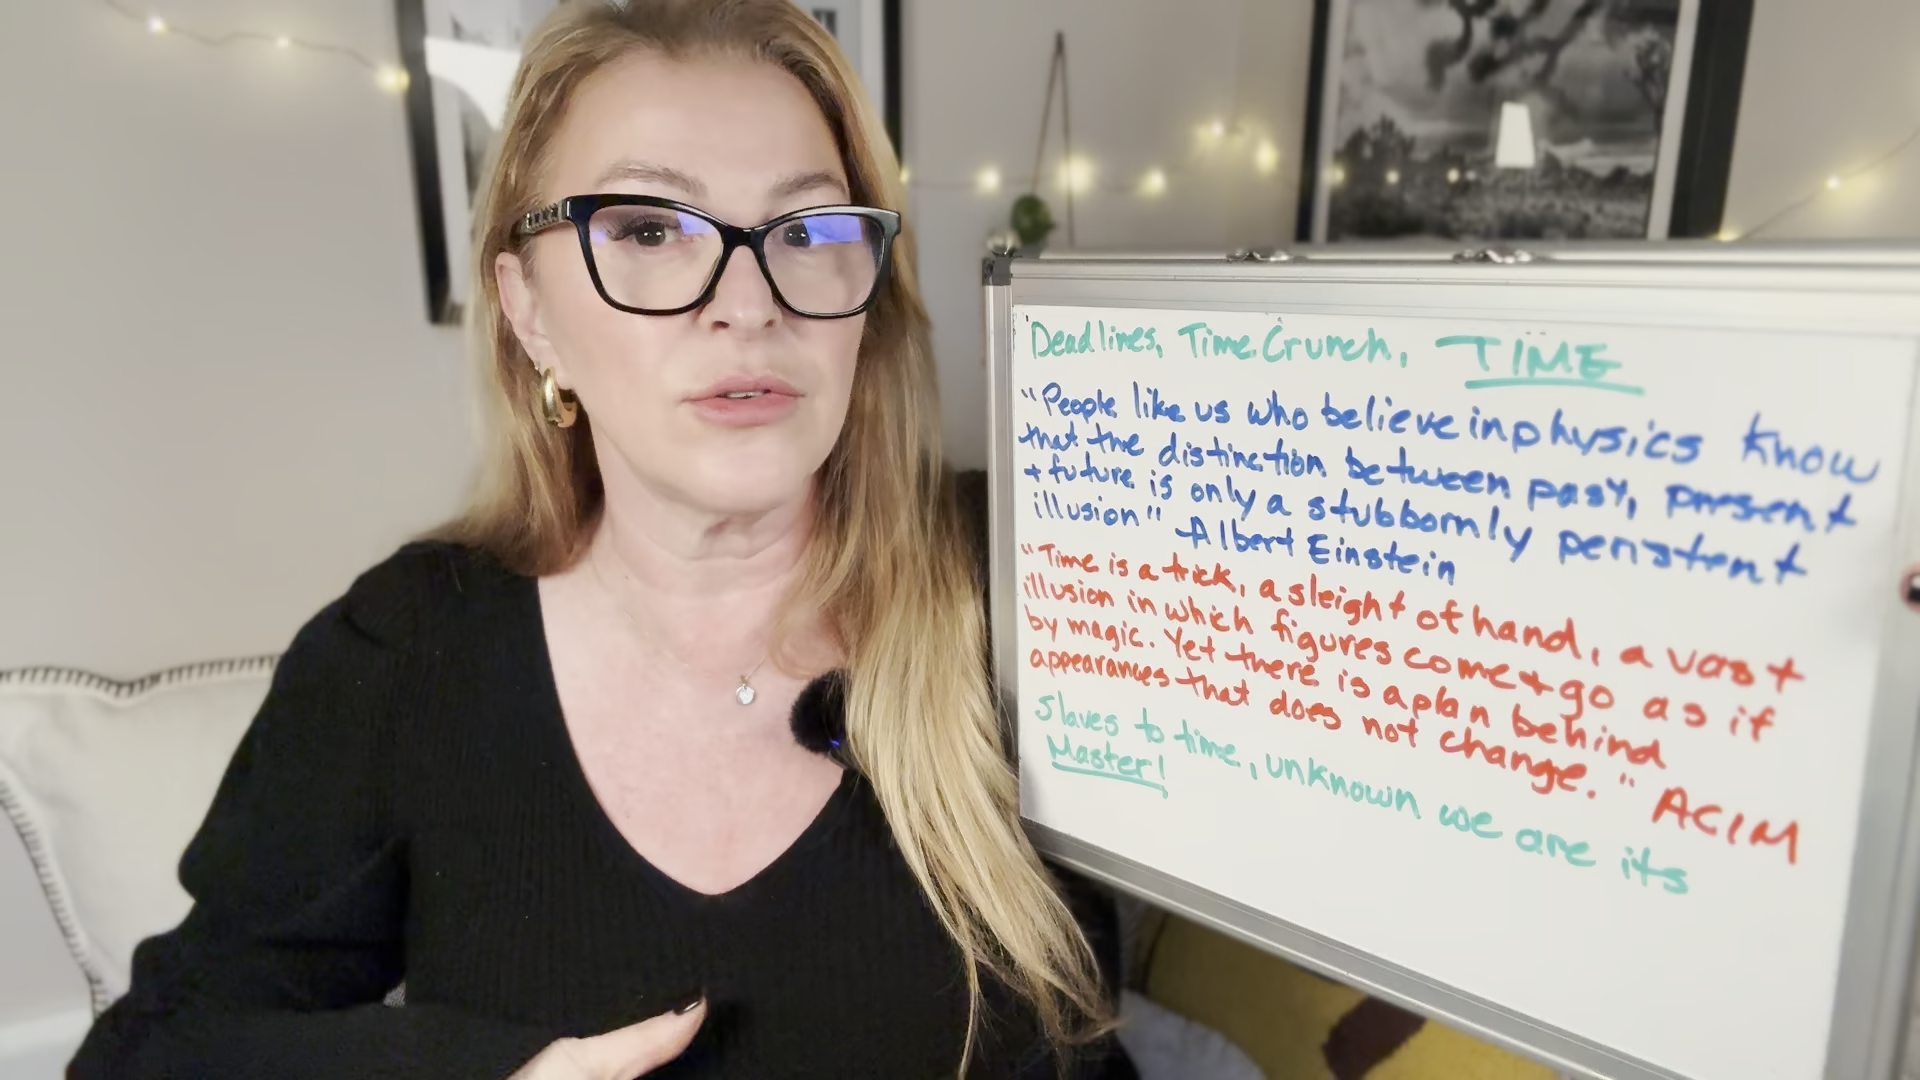 Deadlines, Time Crunch, TIME
"People like us who believe in physics know
that the distinction between past, present
+ future is only a stubbornly persistent
illusion" - Albert Einstein
"Time is a trick, a sleight of hand, a vast
illusion in which figures come + go as if
by magic. Yet there is a plan behind
appearances that does not change." ACIM
Slaves to time, unknown we are its
Master!